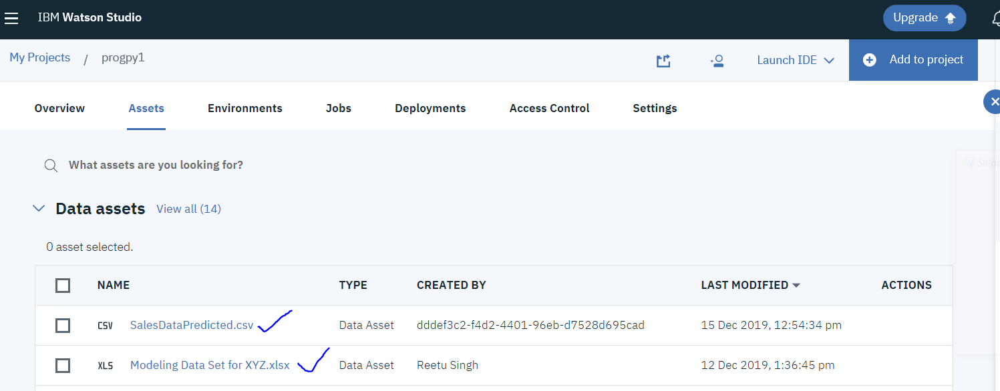 IBM Watson Studio
Upgrade
My Projects / progpy1
Launch IDE
Add to project
Overview Assets Environments Jobs Deployments Access Control Settings
What assets are you looking for?
Data assets View all (14)
0 asset selected.
NAME TYPE CREATED BY LAST MODIFIED ACTIONS
CSV SalesDataPredicted.csv Data Asset dddef3c2-f4d2-4401-96eb-d7528d695cad 15 Dec 2019, 12:54:34 pm
XLS Modeling Data Set for XYZ.xlsx Data Asset Reetu Singh 12 Dec 2019, 1:36:45 pm